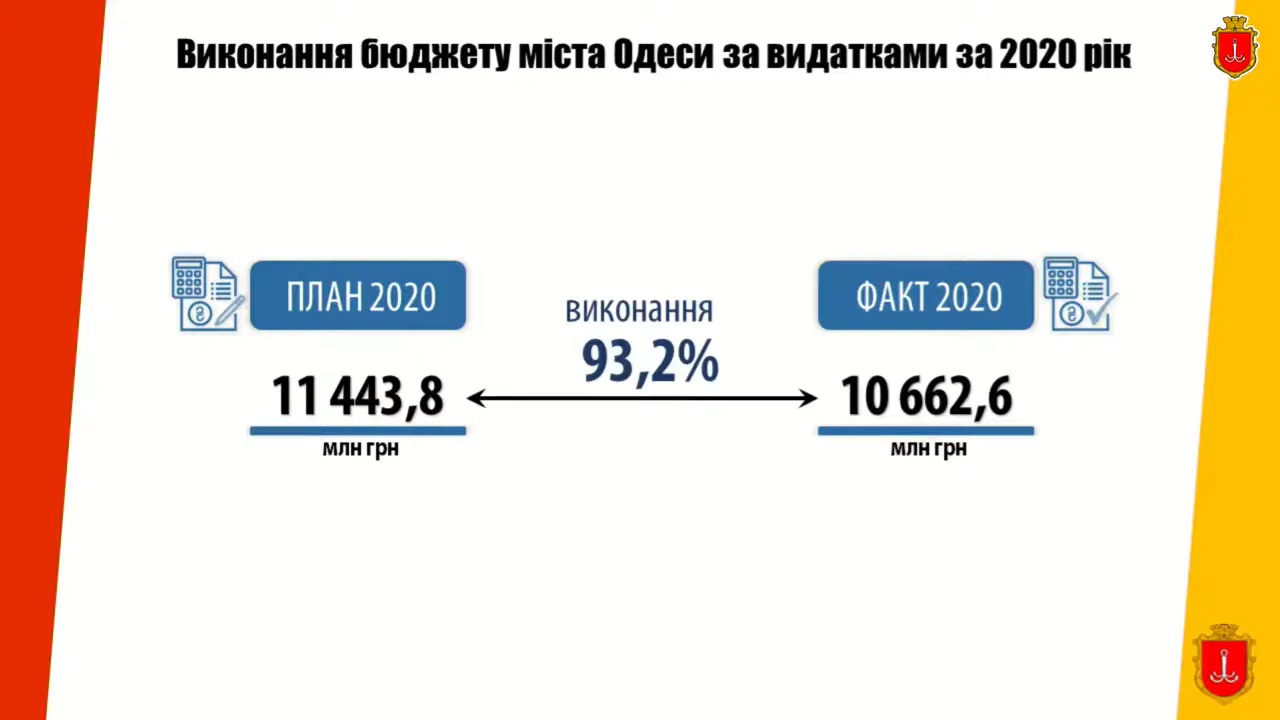 Виконання бюджету міста Одеси за видатками за 2020 рік
ПЛАН 2020
виконання
ФАКТ 2020
93,2%
11 443,8
10 662,6
млн грн
млн грн